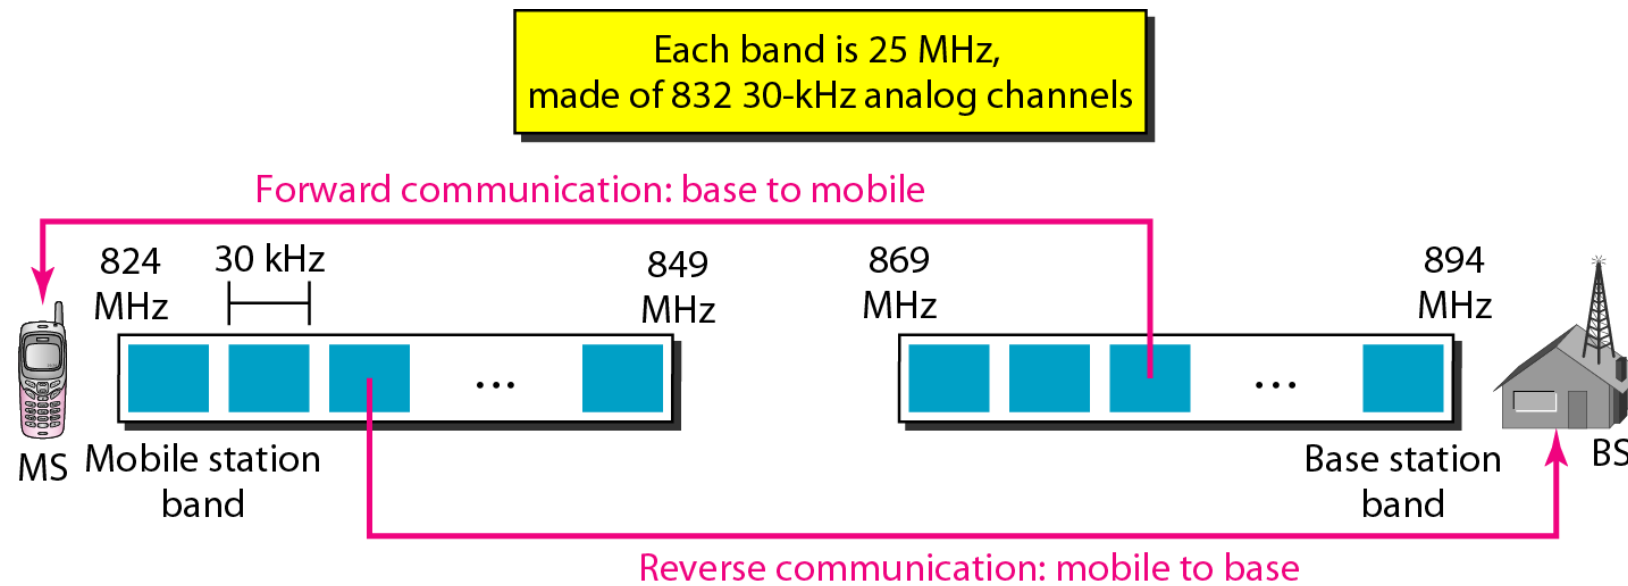 Each band is 25 MHz,
made of 832 30-kHz analog channels
Forward communication: base to mobile
824
MHz
30 kHz
849
MHz
869
MHz
894
MHz
...
...
MS
Mobile station
band
Base station
band
BS
Reverse communication: mobile to base